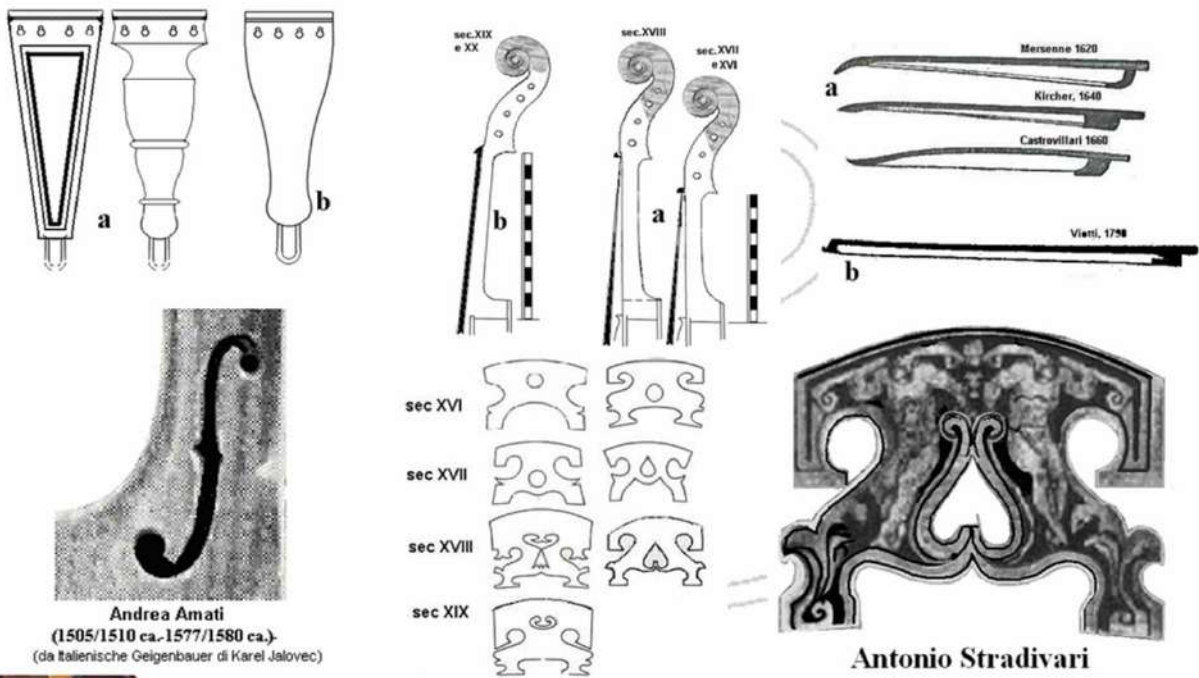 a
b
Andrea Amati
(1505/1510 ca.-1577/1580 ca.)-
(da Italienische Geigenbauer di Karel Jalovec)
sec.XIX
e XX
sec.XVIII
sec.XVII
e XVI
b
a
sec XVI
sec XVII
sec XVIII
sec XIX
Mersenne 1620
a
Kircher, 1640
Castrovillari 1660
Viotti, 1790
b
Antonio Stradivari